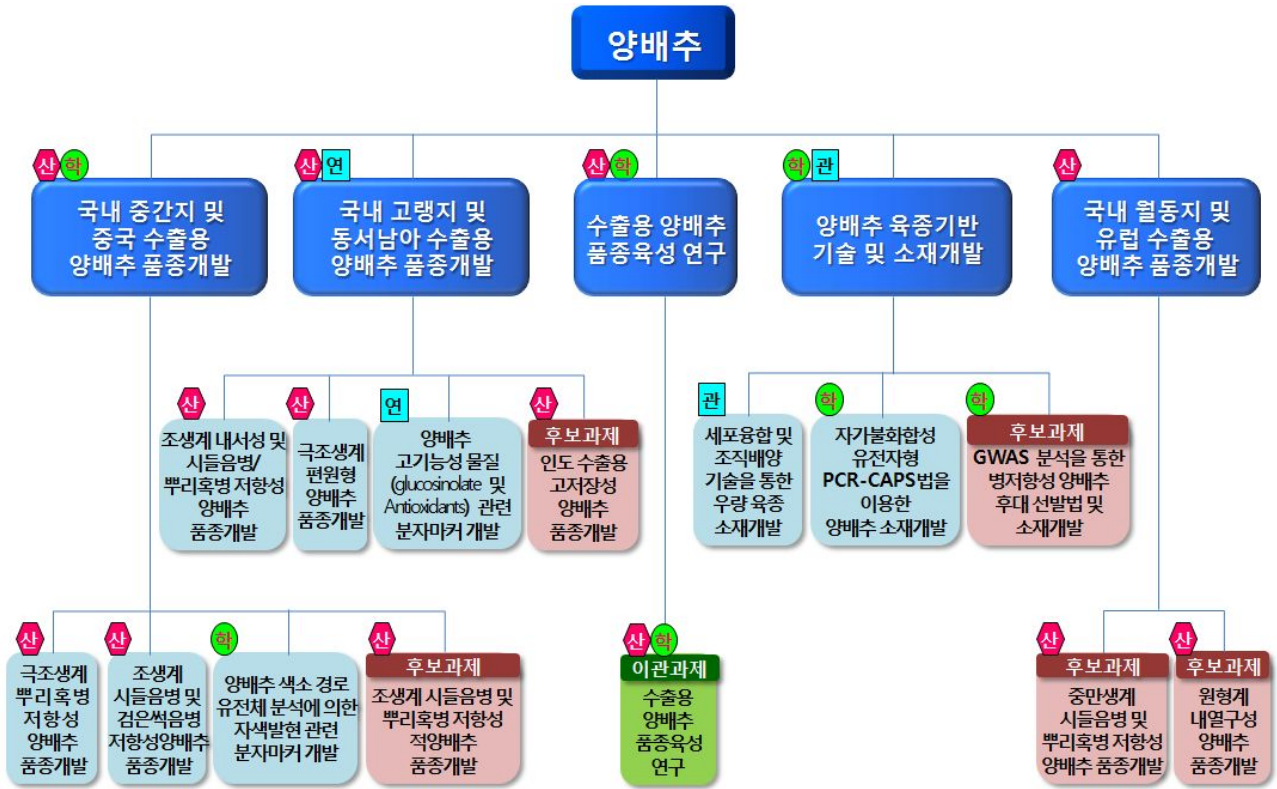 양배추
산 학
국내 중간지 및
중국 수출용
양배추 품종개발
산 연
국내 고랭지 및
동서남아 수출용
양배추 품종개발
산 학
수출용 양배추
품종육성 연구
학 관
양배추 육종기반
기술 및 소재개발
산
국내 월동지 및
유럽 수출용
양배추 품종개발
산
조생계 내서성 및
시들음병/
뿌리혹병 저항성
양배추
품종개발
산
극조생계
편원형
양배추
품종개발
연
양배추
고기능성 물질
(glucosinolate 및
Antioxidants) 관련
분자마커 개발
산
후보과제
인도 수출용
고저장성
양배추
품종개발
관
세포융합 및
조직배양
기술을 통한
우량 육종
소재개발
학
자가불화합성
유전자형
PCR-CAPS법을
이용한
양배추 소재개발
학
후보과제
GWAS 분석을 통한
병저항성 양배추
후대 선발법 및
소재개발
산
극조생계
뿌리혹병
저항성
양배추
품종개발
산
조생계
시들음병 및
검은썩음병
저항성양배추
품종개발
학
양배추 색소 경로
유전체 분석에 의한
자색발현 관련
분자마커 개발
산
후보과제
조생계 시들음병 및
뿌리혹병 저항성
적양배추
품종개발
산 학
이관과제
수출용
양배추
품종육성
연구
산
후보과제
중만생계
시들음병 및
뿌리혹병 저항성
양배추 품종개발
산
후보과제
원형계
내열구성
양배추
품종개발